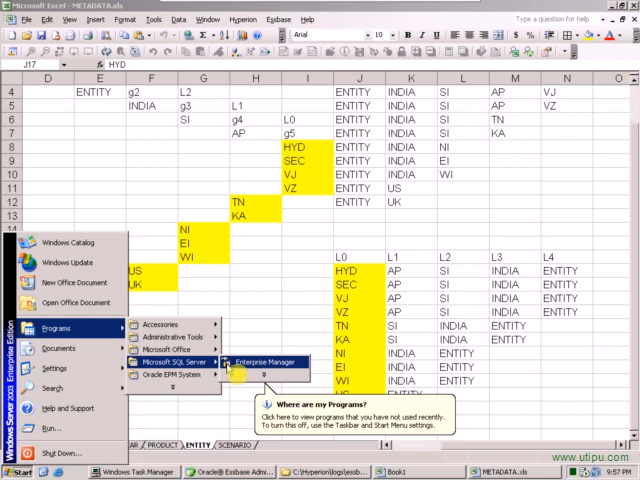 Microsoft Excel - METADATA.xls
File Edit View Insert Format Tools Data Window Hyperion Essbase Help
Type a question for help
Arial 10 B I U
J17 fx HYD
D E F G H I J K L M N O
4 ENTITY g2 L2 ENTITY INDIA SI AP VJ
5 INDIA g3 L1 ENTITY INDIA SI AP VZ
6 SI g4 L0 ENTITY INDIA SI TN
7 AP g5 ENTITY INDIA SI KA
8 HYD ENTITY INDIA NI
9 SEC ENTITY INDIA EI
10 VJ ENTITY INDIA WI
11 VZ ENTITY US
12 TN ENTITY UK
13 KA
14 NI
EI
WI L0 L1 L2 L3 L4
US HYD AP SI INDIA ENTITY
UK SEC AP SI INDIA ENTITY
VJ AP SI INDIA ENTITY
VZ AP SI INDIA ENTITY
TN SI INDIA ENTITY
KA SI INDIA ENTITY
NI INDIA ENTITY
EI INDIA ENTITY
WI INDIA ENTITY
US ENTITY
Windows Server 2003 Enterprise Edition
Windows Catalog
Windows Update
New Office Document
Open Office Document
Programs
Documents
Settings
Search
Help and Support
Run...
Shut Down...
Accessories
Administrative Tools
Microsoft Office
Microsoft SQL Server
Oracle EPM System
Enterprise Manager
Where are my Programs?
Click here to view programs that you have not used recently.
To turn this off, use the Taskbar and Start Menu settings.
PRODUCT ENTITY SCENARIO
www.utipu.com
Start Windows Task Manager Oracle® Essbase Admi... C:\Hyperion\logs\essb... Book1 METADATA.xls 9:57 PM